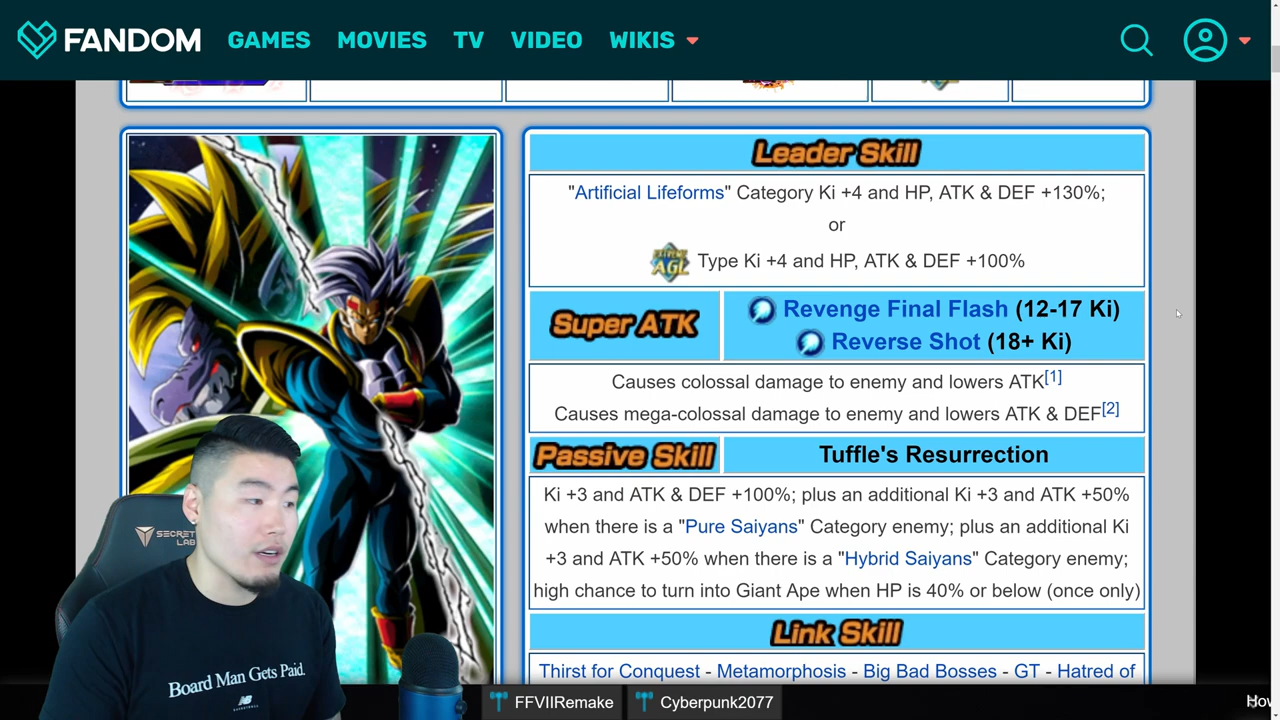 FANDOM GAMES MOVIES TV VIDEO WIKIS
Leader Skill
"Artificial Lifeforms" Category Ki +4 and HP, ATK & DEF +130%;
or
EXTREME AGL Type Ki +4 and HP, ATK & DEF +100%
Super ATK
Revenge Final Flash (12-17 Ki)
Reverse Shot (18+ Ki)
Causes colossal damage to enemy and lowers ATK[1]
Causes mega-colossal damage to enemy and lowers ATK & DEF[2]
Passive Skill
Tuffle's Resurrection
Ki +3 and ATK & DEF +100%; plus an additional Ki +3 and ATK +50%
when there is a "Pure Saiyans" Category enemy; plus an additional Ki
+3 and ATK +50% when there is a "Hybrid Saiyans" Category enemy;
high chance to turn into Giant Ape when HP is 40% or below (once only)
Link Skill
Thirst for Conquest - Metamorphosis - Big Bad Bosses - GT - Hatred of
SECRET
LAB
Board Man Gets Paid.
NB
FFVIIRemake
Cyberpunk2077